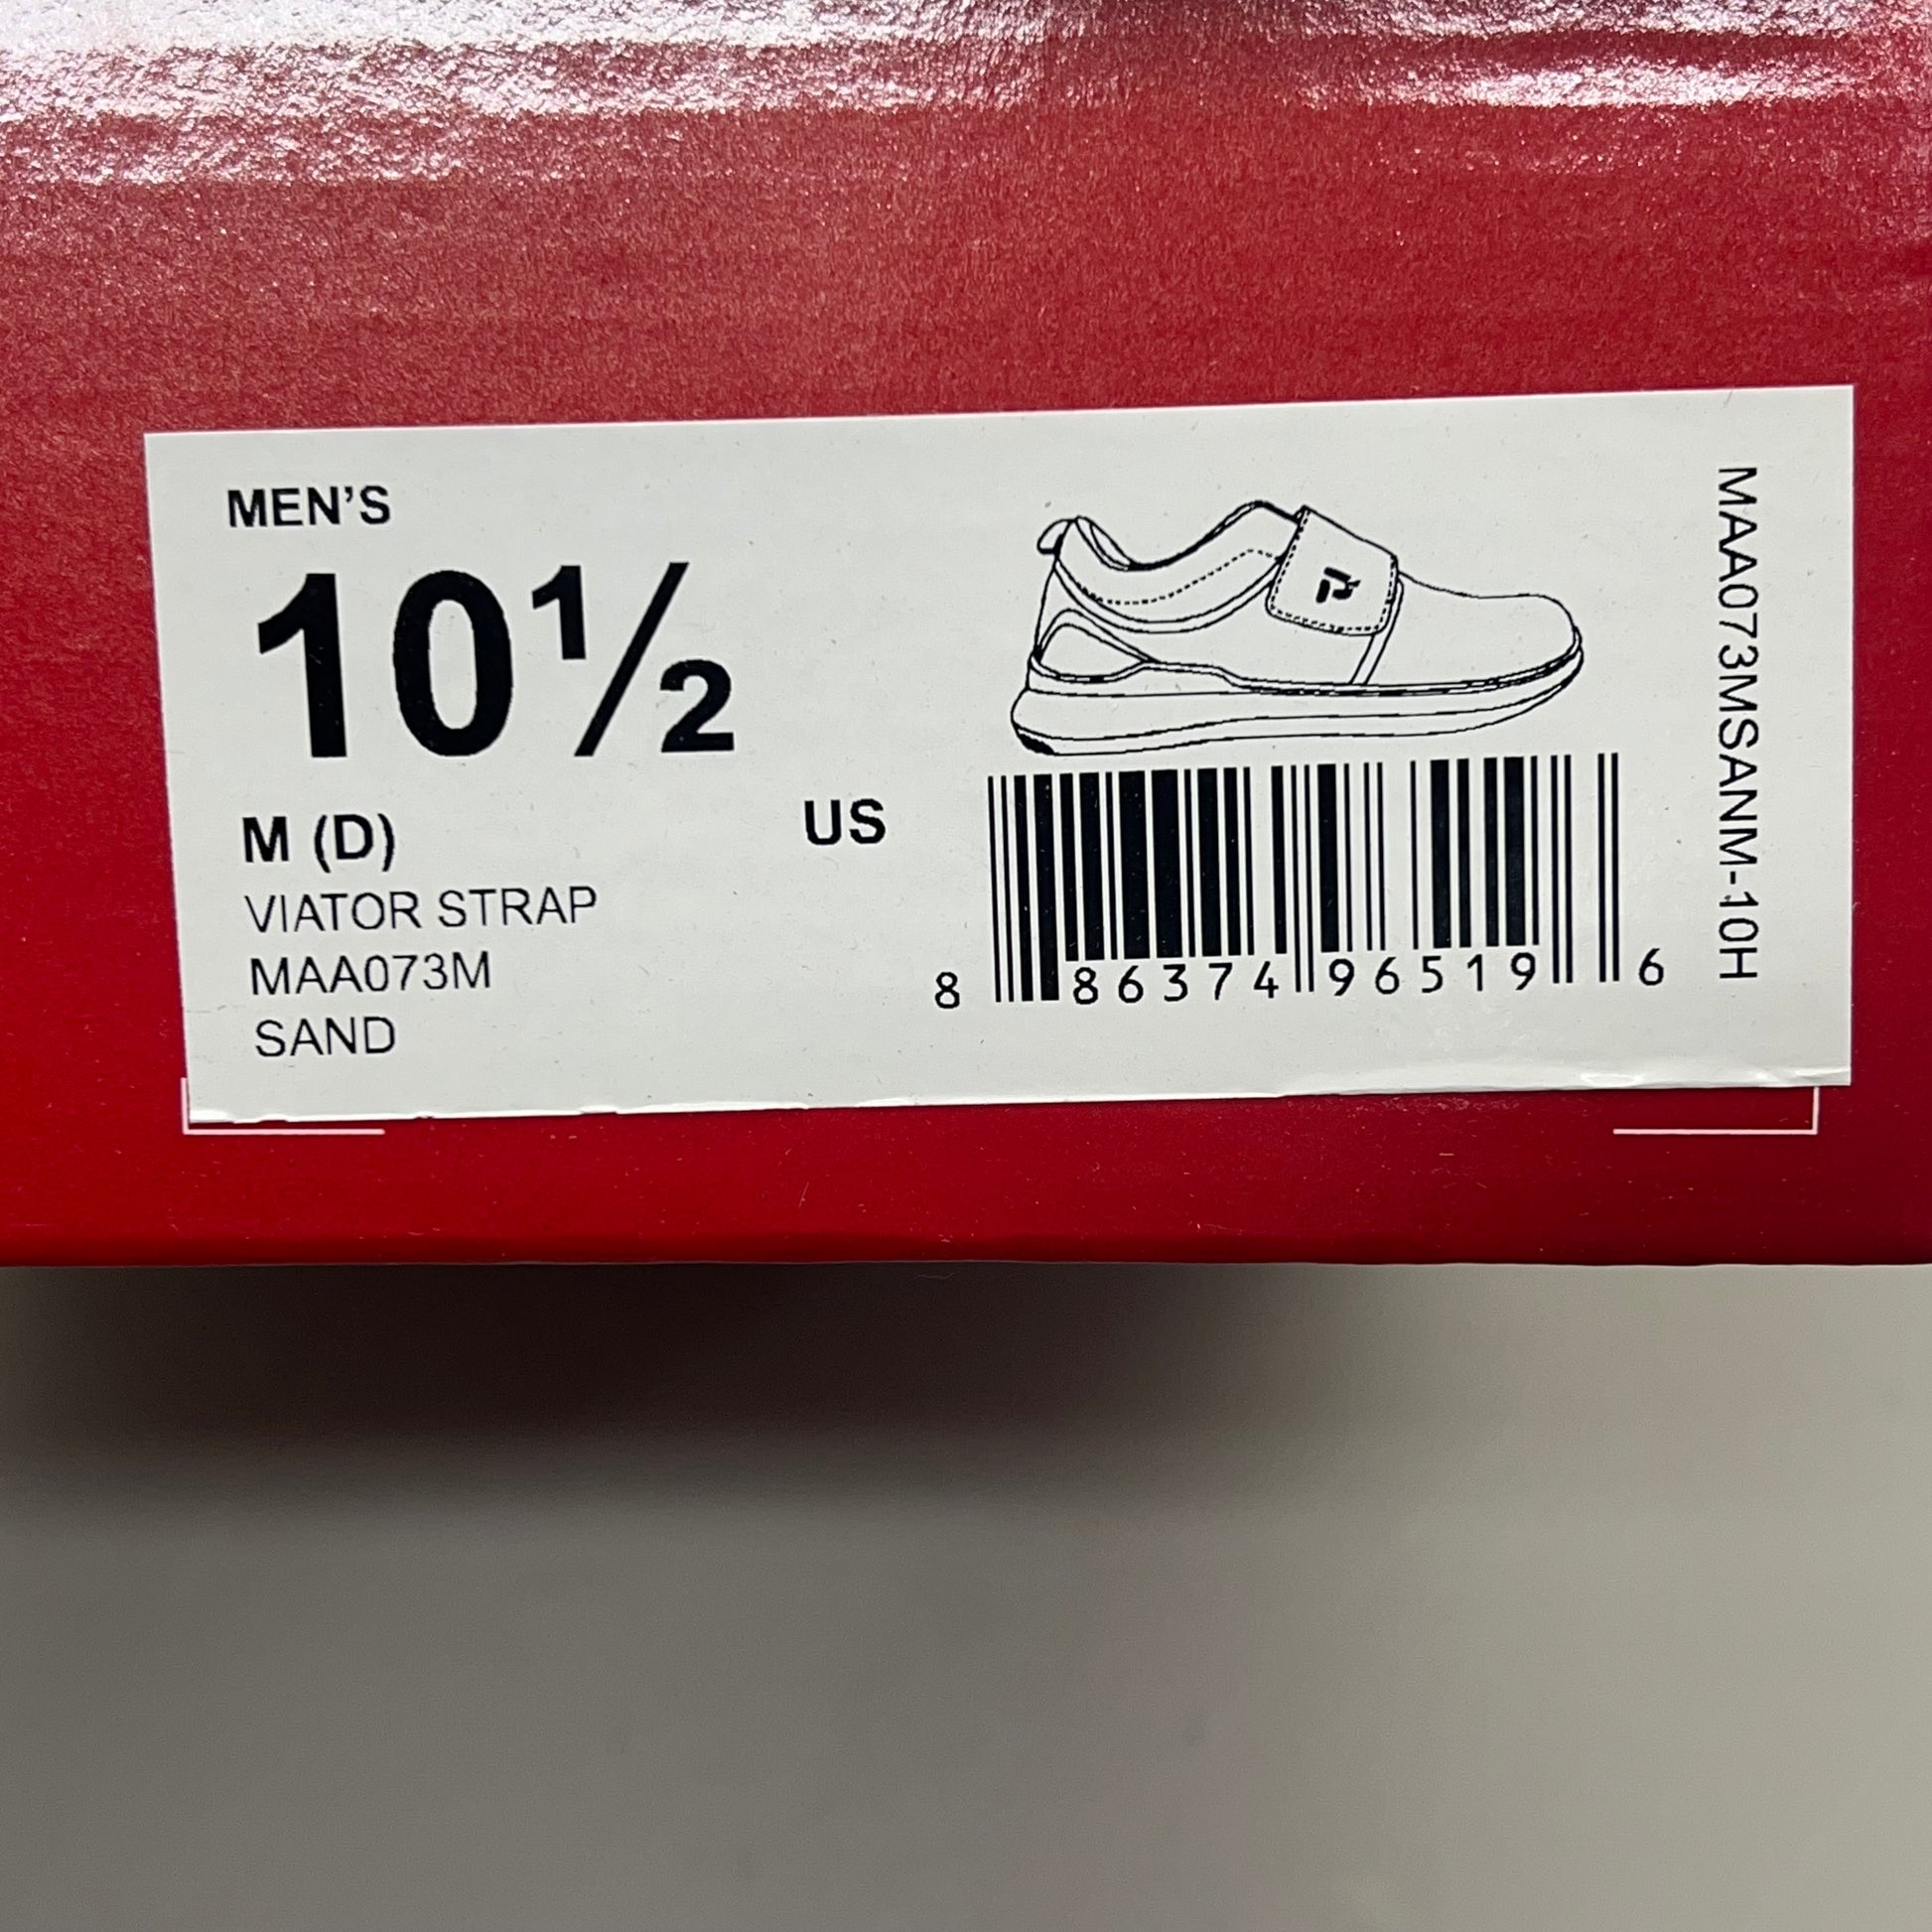 MEN'S
10½
M (D)
US
VIATOR STRAP
MAA073M
SAND
8 86374 96519 6
MAA073MSANM-10H